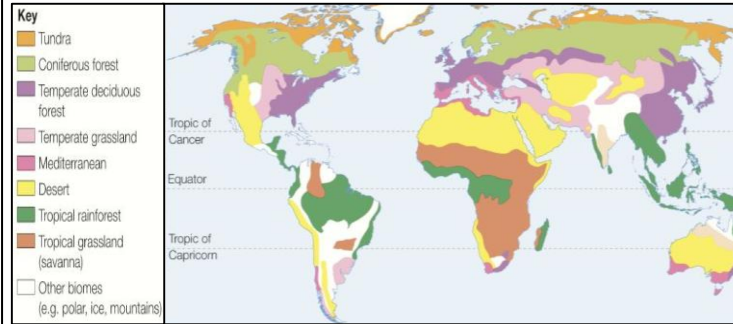 Key
Tundra
Coniferous forest
Temperate deciduous
forest
Temperate grassland
Mediterranean
Desert
Tropical rainforest
Tropical grassland
(savanna)
Other biomes
(e.g. polar, ice, mountains)
Tropic of
Cancer
Equator
Tropic of
Capricorn